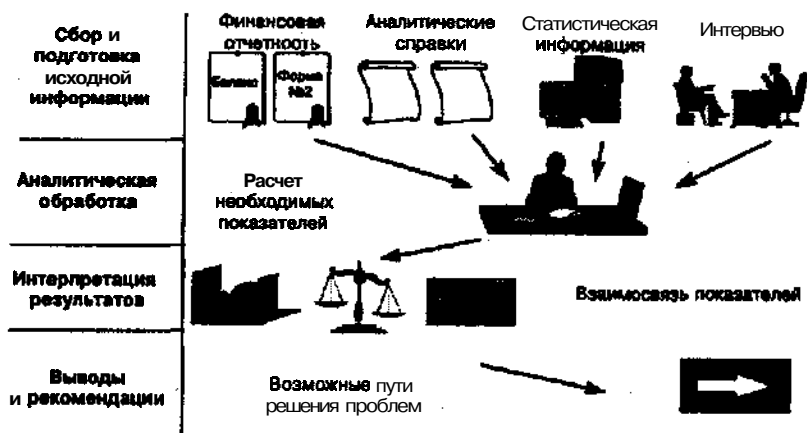 Сбор и
подготовка
исходной
информации
Финансовая
отчетность
Баланс
Форма
№2
Аналитические
справки
Статистическая
информация
Интервью
Аналитическая
обработка
Расчет
необходимых
показателей
Интерпретация
результатов
Взаимосвязь показателей
Выводы
и рекомендации
Возможные пути
решения проблем